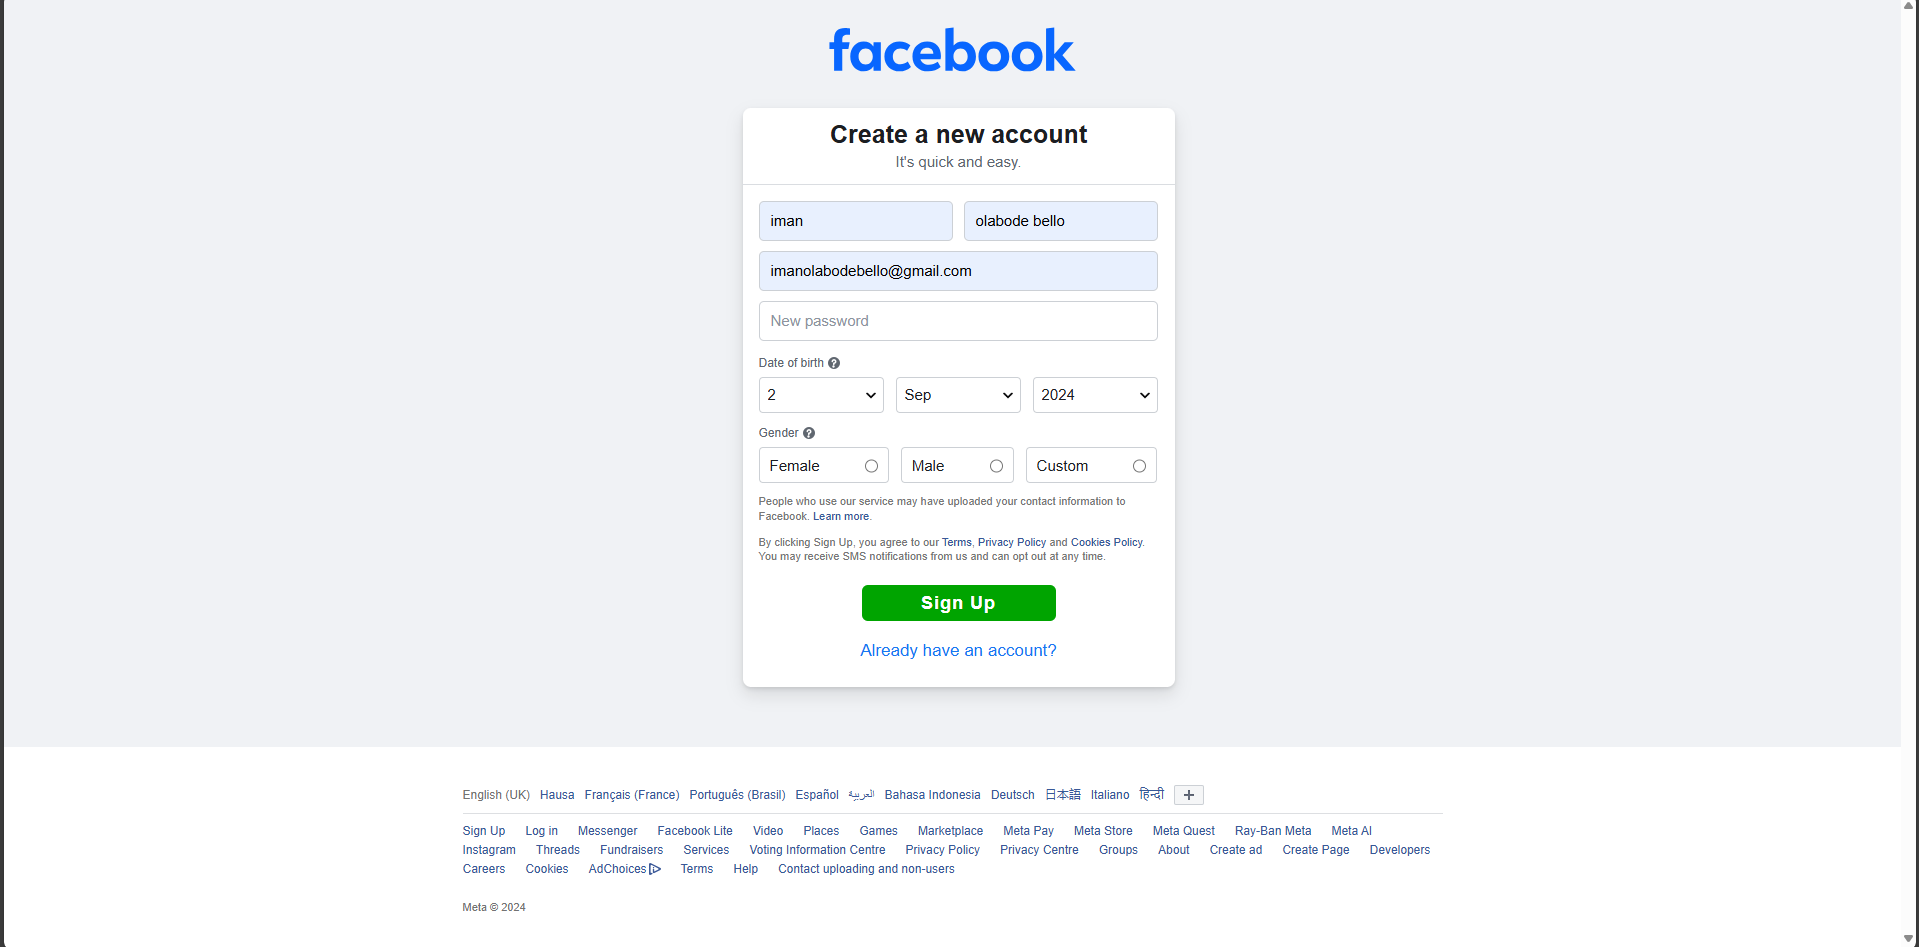 facebook
Create a new account
It's quick and easy.
iman olabode bello
imanolabodebello@gmail.com
New password
Date of birth ?
2 Sep 2024
Gender ?
Female Male Custom
People who use our service may have uploaded your contact information to
Facebook. Learn more.
By clicking Sign Up, you agree to our Terms, Privacy Policy and Cookies Policy.
You may receive SMS notifications from us and can opt out at any time.
Sign Up
Already have an account?
English (UK) Hausa Français (France) Português (Brasil) Español العربية Bahasa Indonesia Deutsch 日本語 Italiano हिन्दी +
Sign Up Log in Messenger Facebook Lite Video Places Games Marketplace Meta Pay Meta Store Meta Quest Ray-Ban Meta Meta AI
Instagram Threads Fundraisers Services Voting Information Centre Privacy Policy Privacy Centre Groups About Create ad Create Page Developers
Careers Cookies AdChoices Terms Help Contact uploading and non-users
Meta © 2024